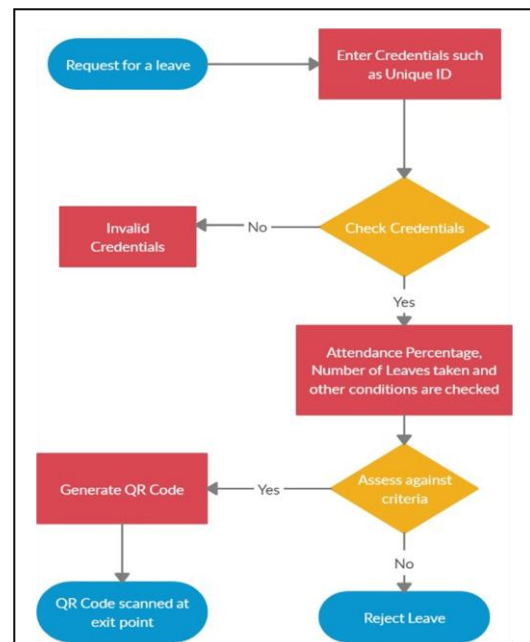 Request for a leave
Enter Credentials such
as Unique ID
Invalid
Credentials
No
Check Credentials
Yes
Attendance Percentage,
Number of Leaves taken and
other conditions are checked
Generate QR Code
Yes
Assess against
criteria
No
QR Code scanned at
exit point
Reject Leave